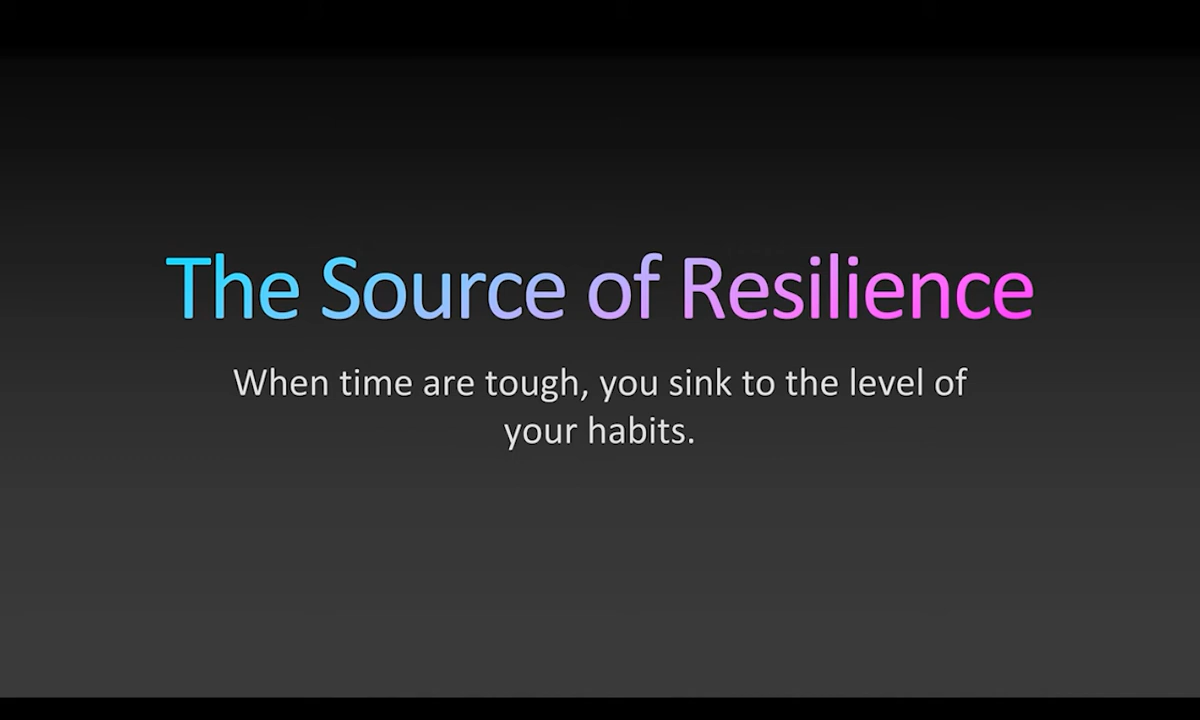 The Source of Resilience
When time are tough, you sink to the level of
your habits.